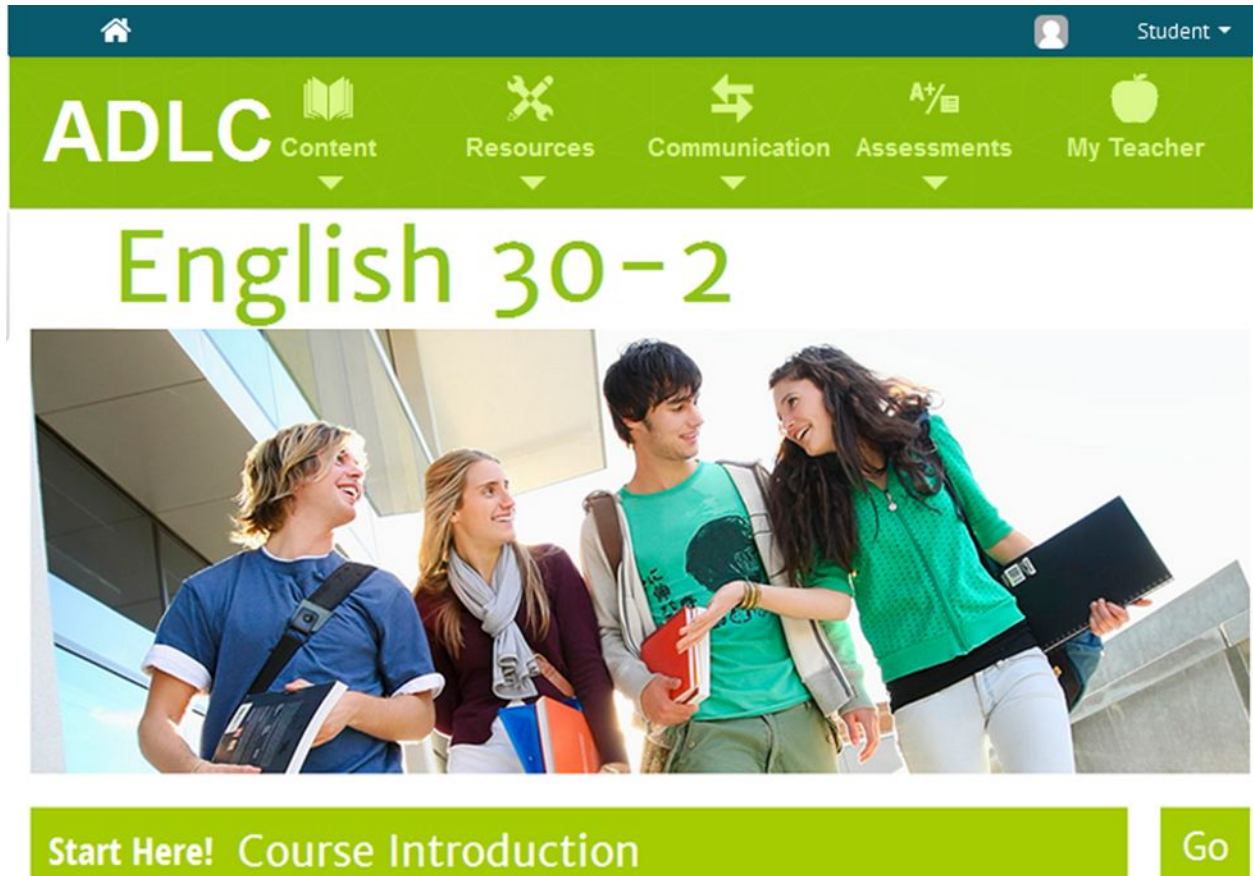 Student
ADLC Content Resources Communication A+/ Assessments My Teacher
English 30-2
Start Here! Course Introduction
Go